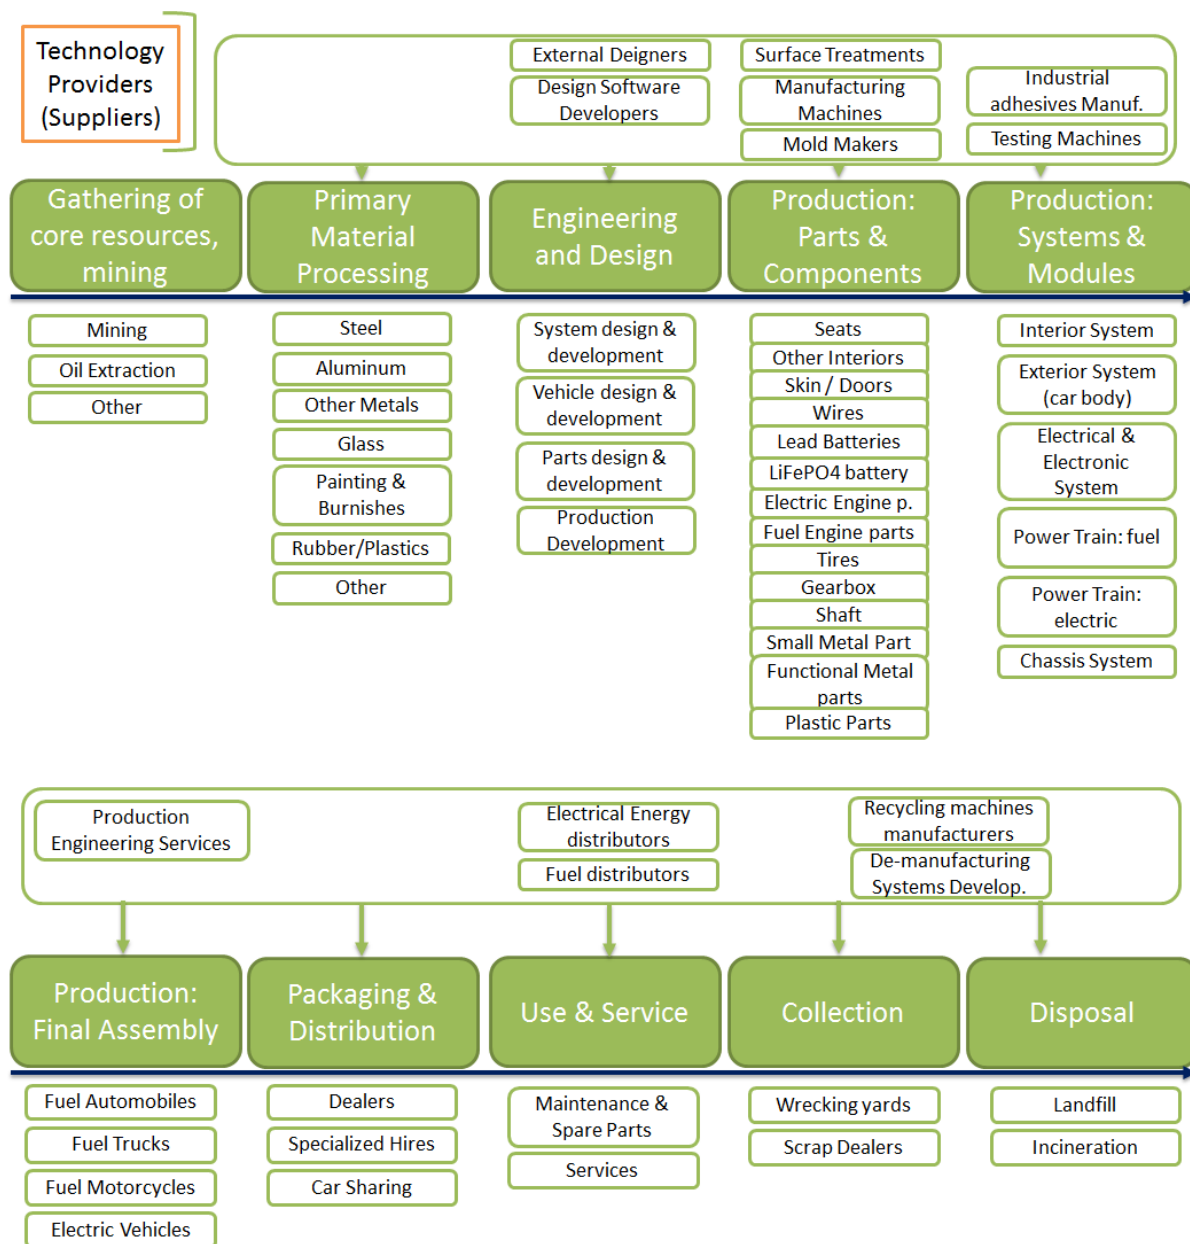 Technology
Providers
(Suppliers)
External Deigners
Design Software
Developers
Surface Treatments
Manufacturing
Machines
Mold Makers
Industrial
adhesives Manuf.
Testing Machines
Gathering of
core resources,
mining
Primary
Material
Processing
Engineering
and Design
Production:
Parts &
Components
Production:
Systems &
Modules
Mining
Oil Extraction
Other
Steel
Aluminum
Other Metals
Glass
Painting &
Burnishes
Rubber/Plastics
Other
System design &
development
Vehicle design &
development
Parts design &
development
Production
Development
Seats
Other Interiors
Skin / Doors
Wires
Lead Batteries
LiFePO4 battery
Electric Engine p.
Fuel Engine parts
Tires
Gearbox
Shaft
Small Metal Part
Functional Metal
parts
Plastic Parts
Interior System
Exterior System
(car body)
Electrical &
Electronic
System
Power Train: fuel
Power Train:
electric
Chassis System
Production
Engineering Services
Electrical Energy
distributors
Fuel distributors
Recycling machines
manufacturers
De-manufacturing
Systems Develop.
Production:
Final Assembly
Packaging &
Distribution
Use & Service
Collection
Disposal
Fuel Automobiles
Fuel Trucks
Fuel Motorcycles
Electric Vehicles
Dealers
Specialized Hires
Car Sharing
Maintenance &
Spare Parts
Services
Wrecking yards
Scrap Dealers
Landfill
Incineration